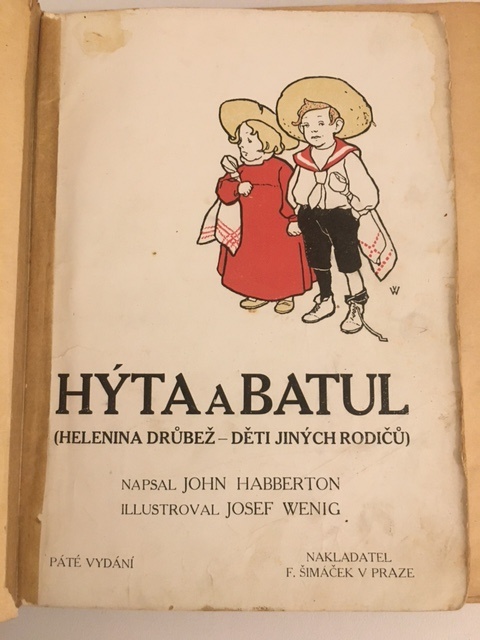 W
HÝTA A BATUL
(HELENINA DRŮBEŽ – DĚTI JINÝCH RODIČŮ)
NAPSAL JOHN HABBERTON
ILLUSTROVAL JOSEF WENIG
PÁTÉ VYDÁNÍ
NAKLADATEL
F. ŠIMÁČEK V PRAZE